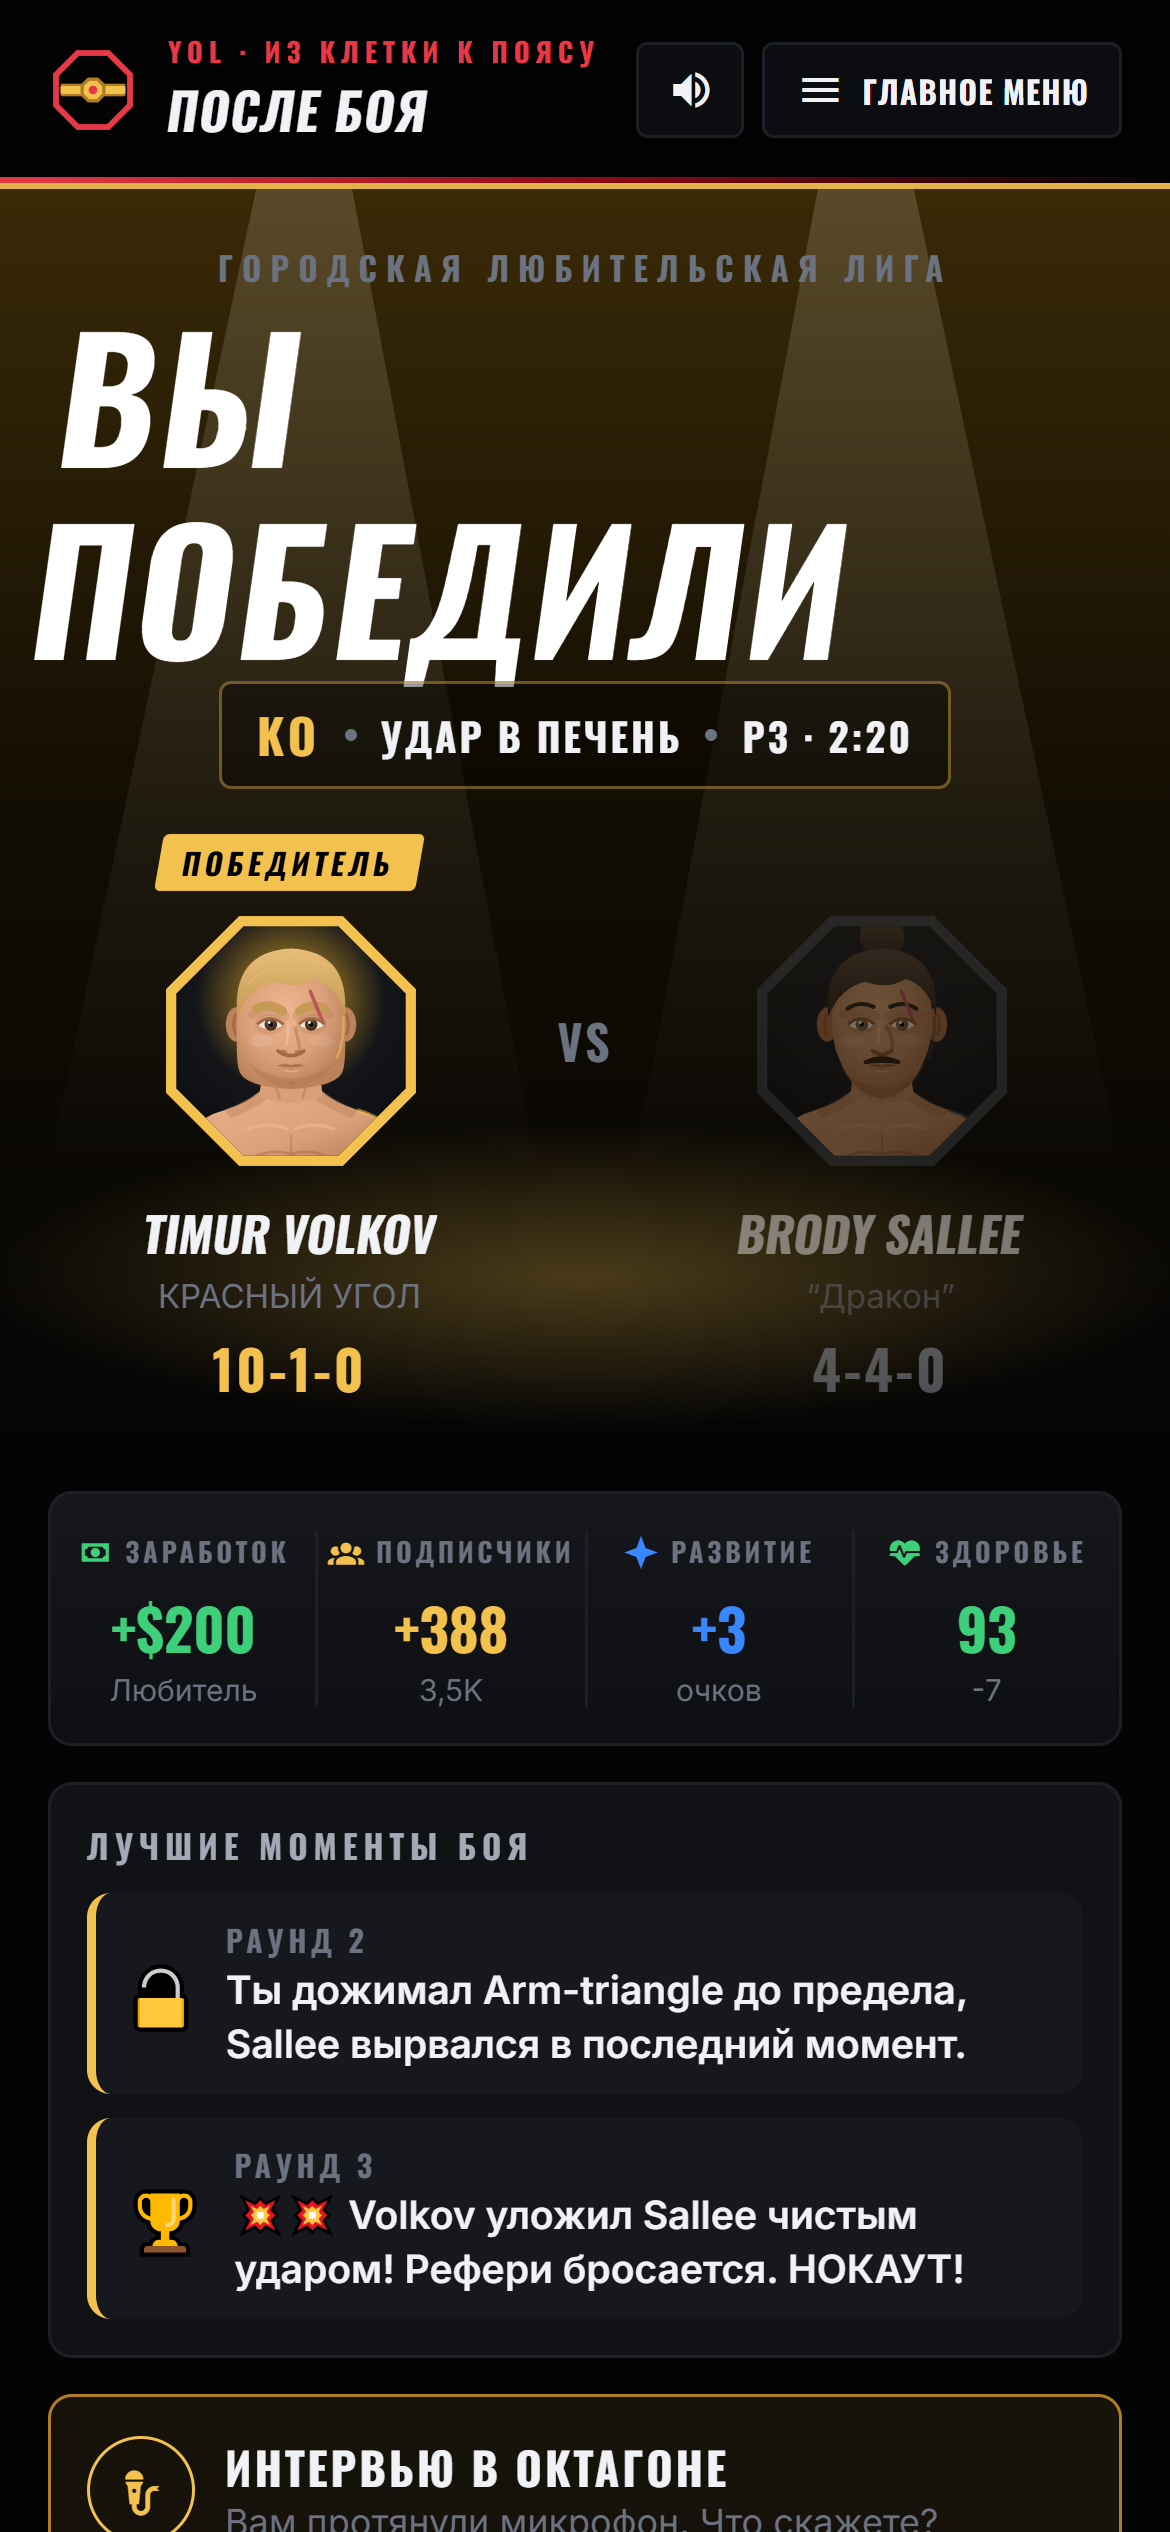 YOL · ИЗ КЛЕТКИ К ПОЯСУ
ПОСЛЕ БОЯ
ГЛАВНОЕ МЕНЮ
ГОРОДСКАЯ ЛЮБИТЕЛЬСКАЯ ЛИГА
ВЫ
ПОБЕДИЛИ
КО • УДАР В ПЕЧЕНЬ • Р3 · 2:20
ПОБЕДИТЕЛЬ
VS
TIMUR VOLKOV
КРАСНЫЙ УГОЛ
10-1-0
BRODY SALLEE
“Дракон”
4-4-0
ЗАРАБОТОК
+$200
Любитель
ПОДПИСЧИКИ
+388
3,5K
РАЗВИТИЕ
+3
очков
ЗДОРОВЬЕ
93
-7
ЛУЧШИЕ МОМЕНТЫ БОЯ
РАУНД 2
Ты дожимал Arm-triangle до предела,
Sallee вырвался в последний момент.
РАУНД 3
💥💥 Volkov уложил Sallee чистым
ударом! Рефери бросается. НОКАУТ!
ИНТЕРВЬЮ В ОКТАГОНЕ
Вам протянули микрофон. Что скажете?